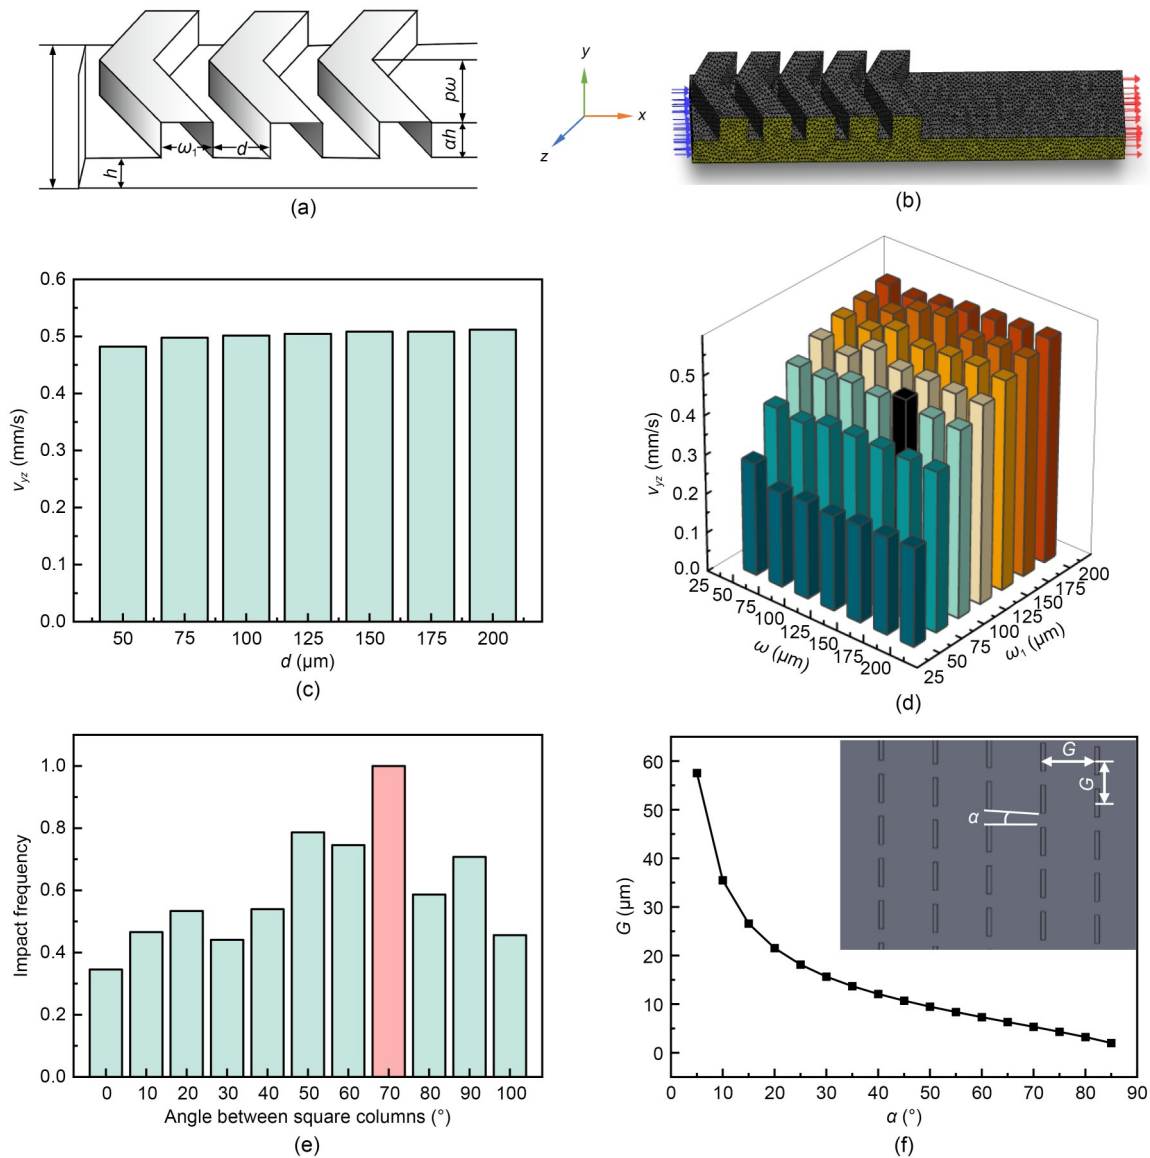 pω
αh
ω₁
d
h
(a)
y
x
z
(b)
0.6
0.5
0.4
0.3
0.2
0.1
0.0
v_yz (mm/s)
50 75 100 125 150 175 200
d (μm)
(c)
0.5
0.4
0.3
0.2
0.1
0.0
v_yz (mm/s)
25 50 75 100 125 150 175 200
ω (μm)
25 50 75 100 125 150 175 200
ω₁ (μm)
(d)
1.0
0.8
0.6
0.4
0.2
0.0
Impact frequency
0 10 20 30 40 50 60 70 80 90 100
Angle between square columns (°)
(e)
60
50
40
30
20
10
0
G (μm)
G
G
α
0 10 20 30 40 50 60 70 80 90
α (°)
(f)